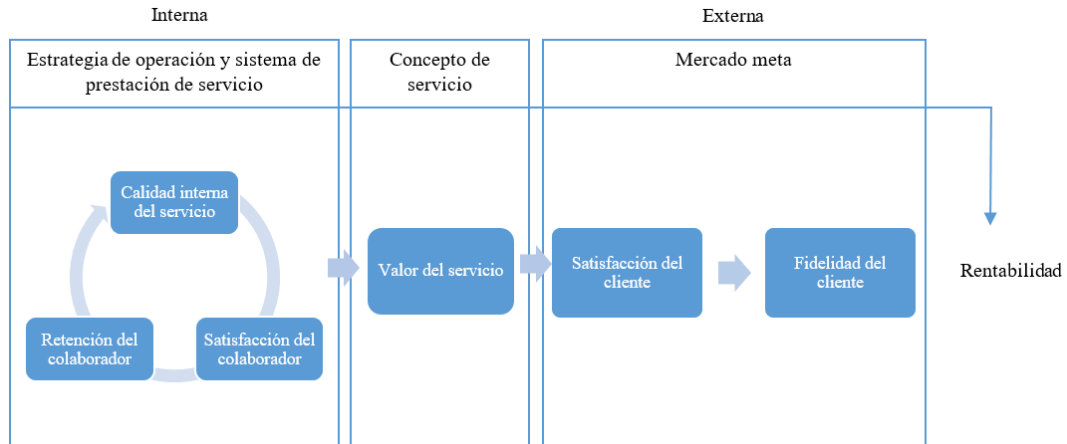 Interna
Externa
Estrategia de operación y sistema de
prestación de servicio
Concepto de
servicio
Mercado meta
Calidad interna
del servicio
Retención del
colaborador
Satisfacción del
colaborador
Valor del servicio
Satisfacción del
cliente
Fidelidad del
cliente
Rentabilidad